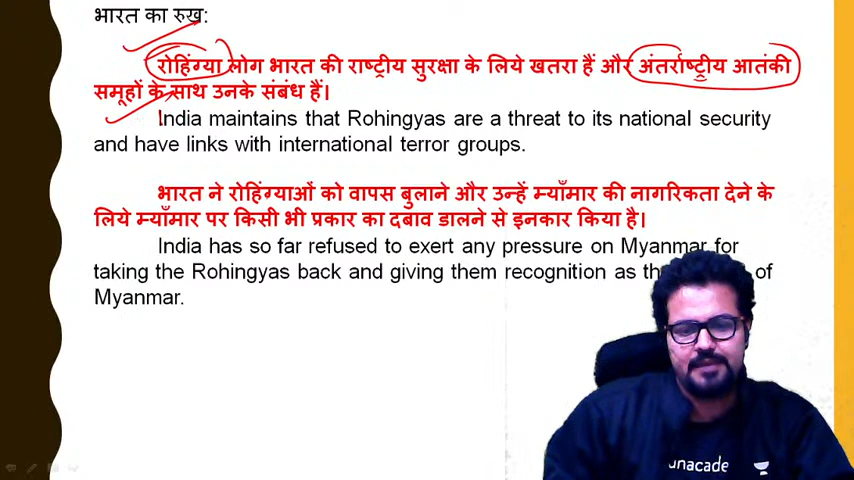 भारत का रुख:
रोहिंग्या लोग भारत की राष्ट्रीय सुरक्षा के लिये खतरा हैं और अंतर्राष्ट्रीय आतंकी
समूहों के साथ उनके संबंध हैं।
India maintains that Rohingyas are a threat to its national security
and have links with international terror groups.
भारत ने रोहिंग्याओं को वापस बुलाने और उन्हें म्याँमार की नागरिकता देने के
लिये म्याँमार पर किसी भी प्रकार का दबाव डालने से इनकार किया है।
India has so far refused to exert any pressure on Myanmar for
taking the Rohingyas back and giving them recognition as of
Myanmar.
unacade